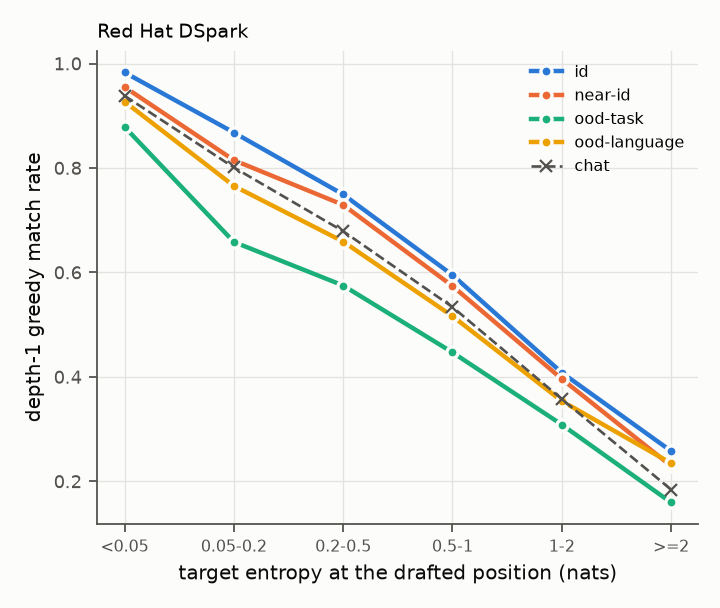 Red Hat DSpark
id
near-id
ood-task
ood-language
chat
1.0
0.8
0.6
0.4
0.2
depth-1 greedy match rate
<0.05 0.05-0.2 0.2-0.5 0.5-1 1-2 >=2
target entropy at the drafted position (nats)